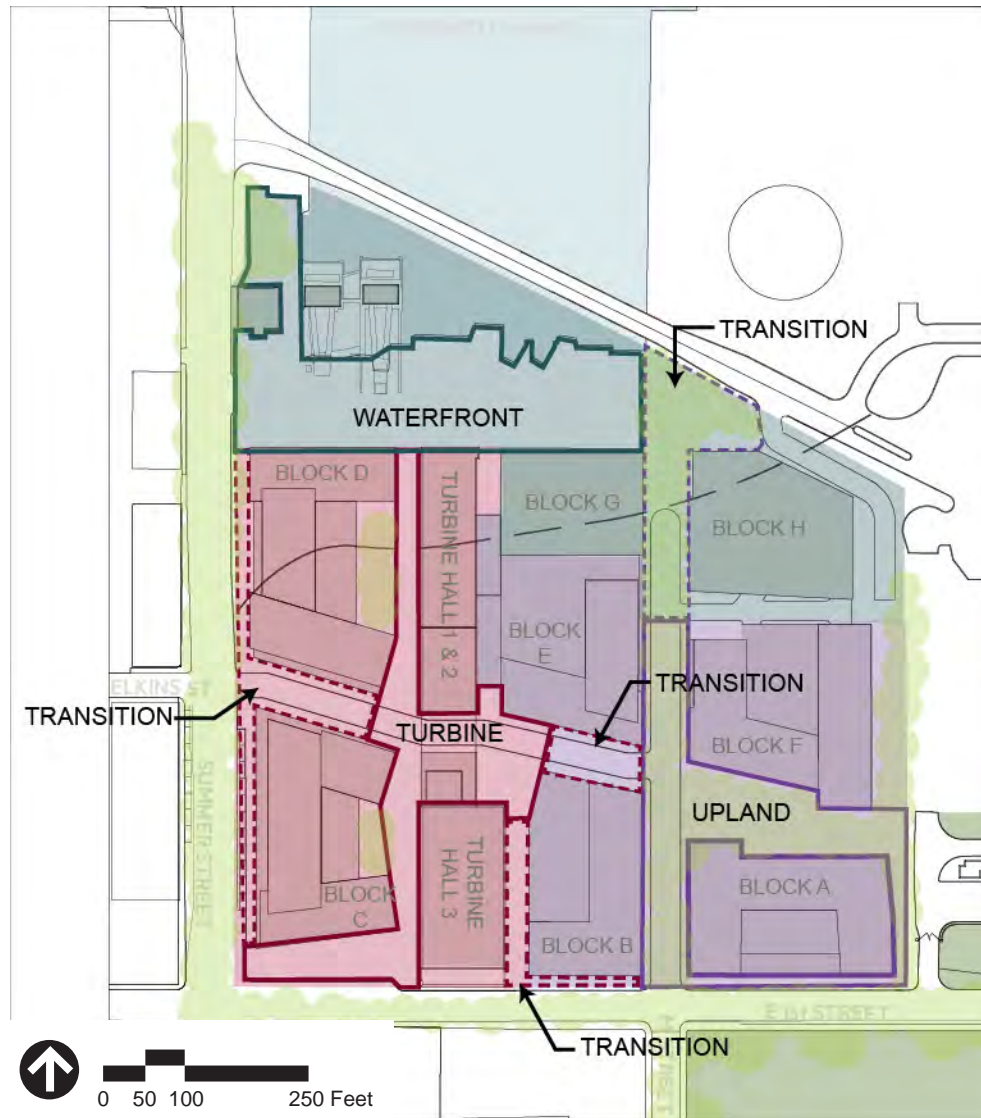 TRANSITION
WATERFRONT
BLOCK D
TURBINE HALL 1 & 2
BLOCK G
BLOCK H
BLOCK
E
ELKINS ST
TRANSITION
TRANSITION
TURBINE
BLOCK F
SUMMER STREET
UPLAND
TURBINE
HALL 3
BLOCK
C
BLOCK A
BLOCK B
E 1ST STREET
TRANSITION
0 50 100 250 Feet